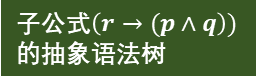 子公式(𝒓 → (𝒑 ∧ 𝒒))
的抽象语法树